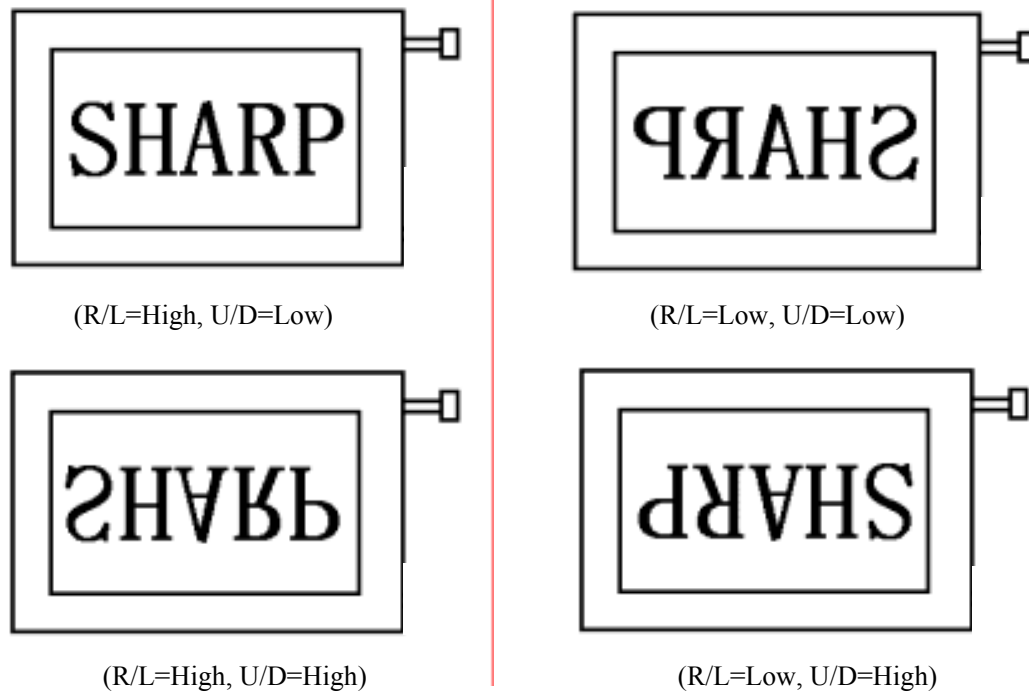 SHARP
SHARP
(R/L=High, U/D=Low)
(R/L=Low, U/D=Low)
SHARP
SHARP
(R/L=High, U/D=High)
(R/L=Low, U/D=High)